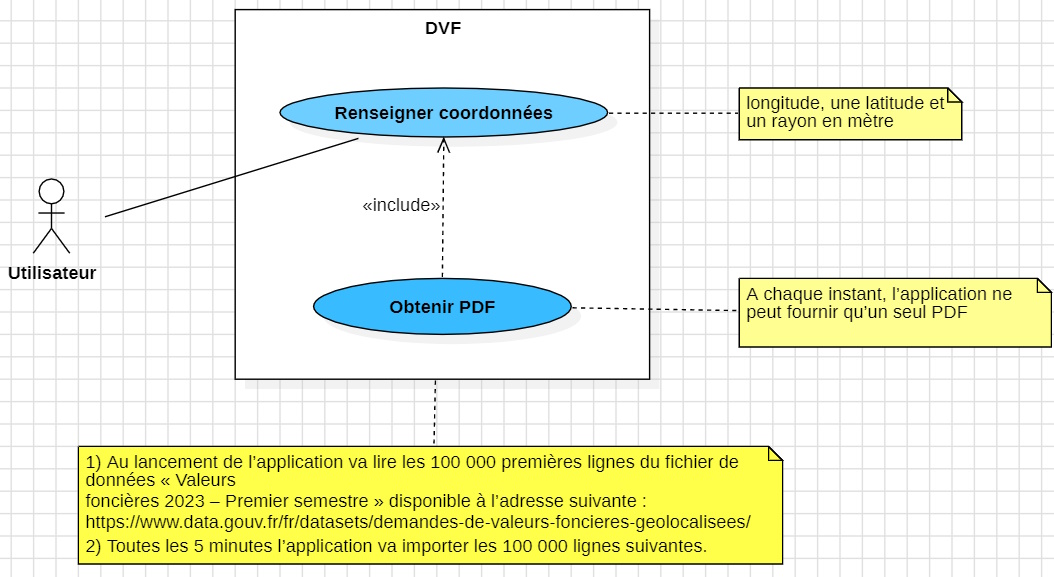 DVF
Renseigner coordonnées
longitude, une latitude et
un rayon en mètre
«include»
Utilisateur
Obtenir PDF
A chaque instant, l’application ne
peut fournir qu’un seul PDF
1) Au lancement de l’application va lire les 100 000 premières lignes du fichier de
données « Valeurs
foncières 2023 – Premier semestre » disponible à l’adresse suivante :
https://www.data.gouv.fr/fr/datasets/demandes-de-valeurs-foncieres-geolocalisees/
2) Toutes les 5 minutes l’application va importer les 100 000 lignes suivantes.